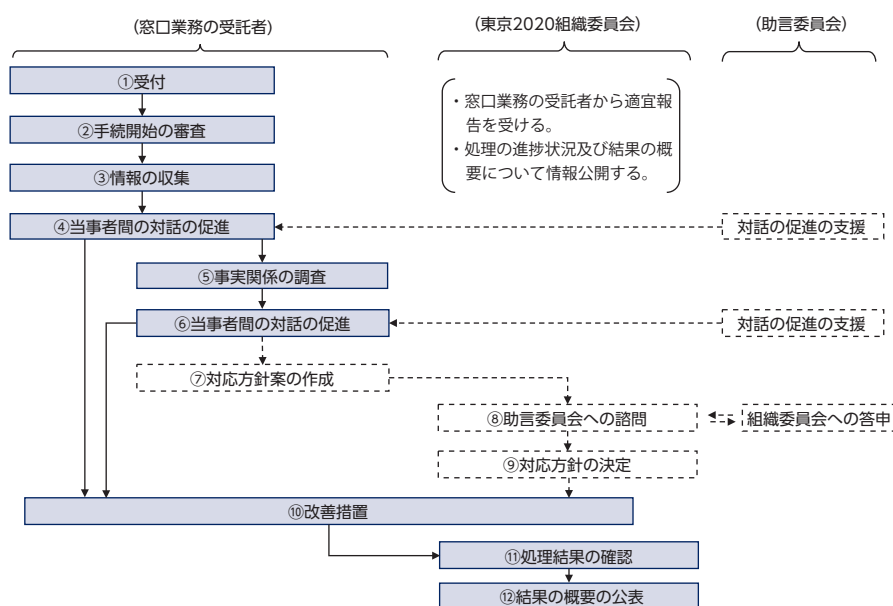 (窓口業務の受託者)
(東京2020組織委員会)
(助言委員会)
①受付
・窓口業務の受託者から適宜報
告を受ける。
・処理の進捗状況及び結果の概
要について情報公開する。
②手続開始の審査
③情報の収集
④当事者間の対話の促進
対話の促進の支援
⑤事実関係の調査
⑥当事者間の対話の促進
対話の促進の支援
⑦対応方針案の作成
⑧助言委員会への諮問
組織委員会への答申
⑨対応方針の決定
⑩改善措置
⑪処理結果の確認
⑫結果の概要の公表